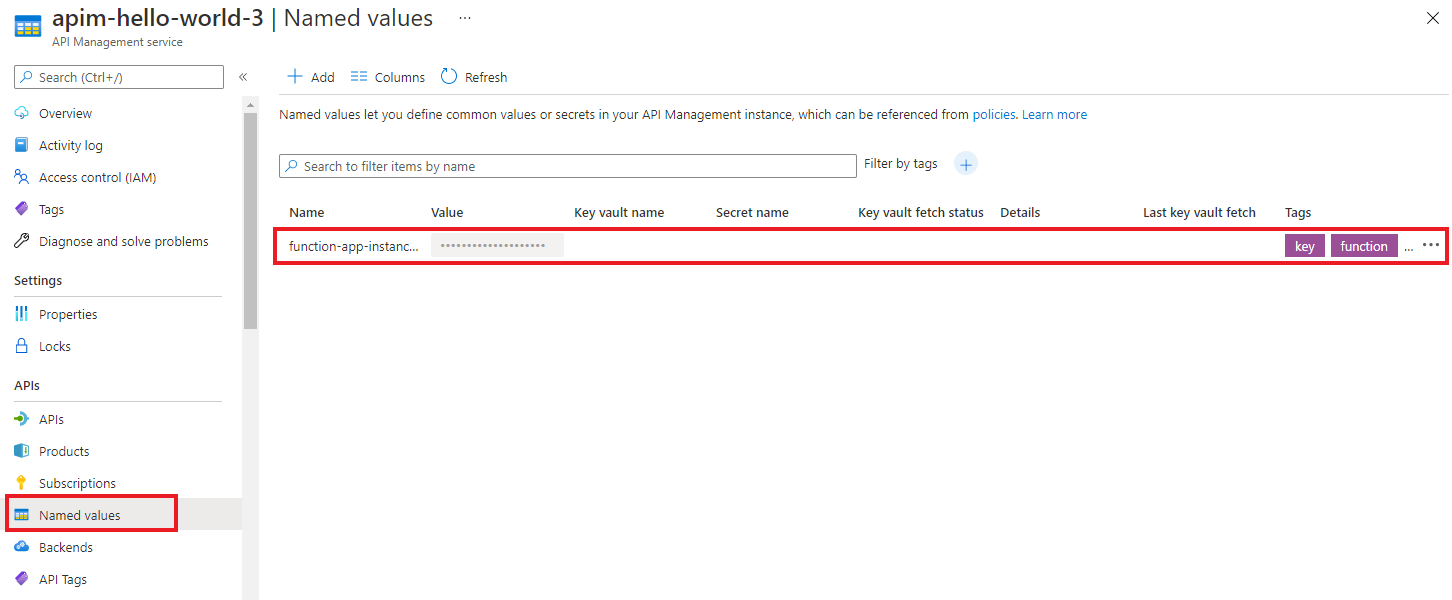 apim-hello-world-3 | Named values ...
API Management service
Search (Ctrl+/)
«
Overview
Activity log
Access control (IAM)
Tags
Diagnose and solve problems
Settings
Properties
Locks
APIs
APIs
Products
Subscriptions
Named values
Backends
API Tags
Add Columns Refresh
Named values let you define common values or secrets in your API Management instance, which can be referenced from policies. Learn more
Search to filter items by name Filter by tags
Name Value Key vault name Secret name Key vault fetch status Details Last key vault fetch Tags
function-app-instanc... •••••••••••••••••••• key function ... •••